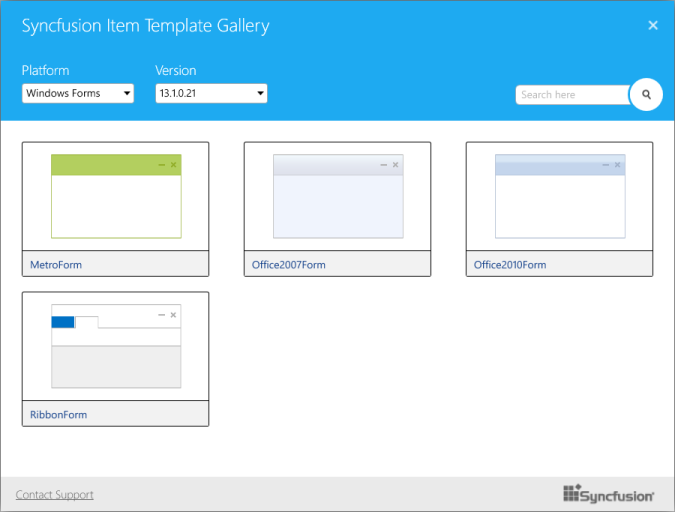 Syncfusion Item Template Gallery
Platform
Version
Windows Forms
13.1.0.21
Search here
MetroForm
Office2007Form
Office2010Form
RibbonForm
Contact Support
Syncfusion